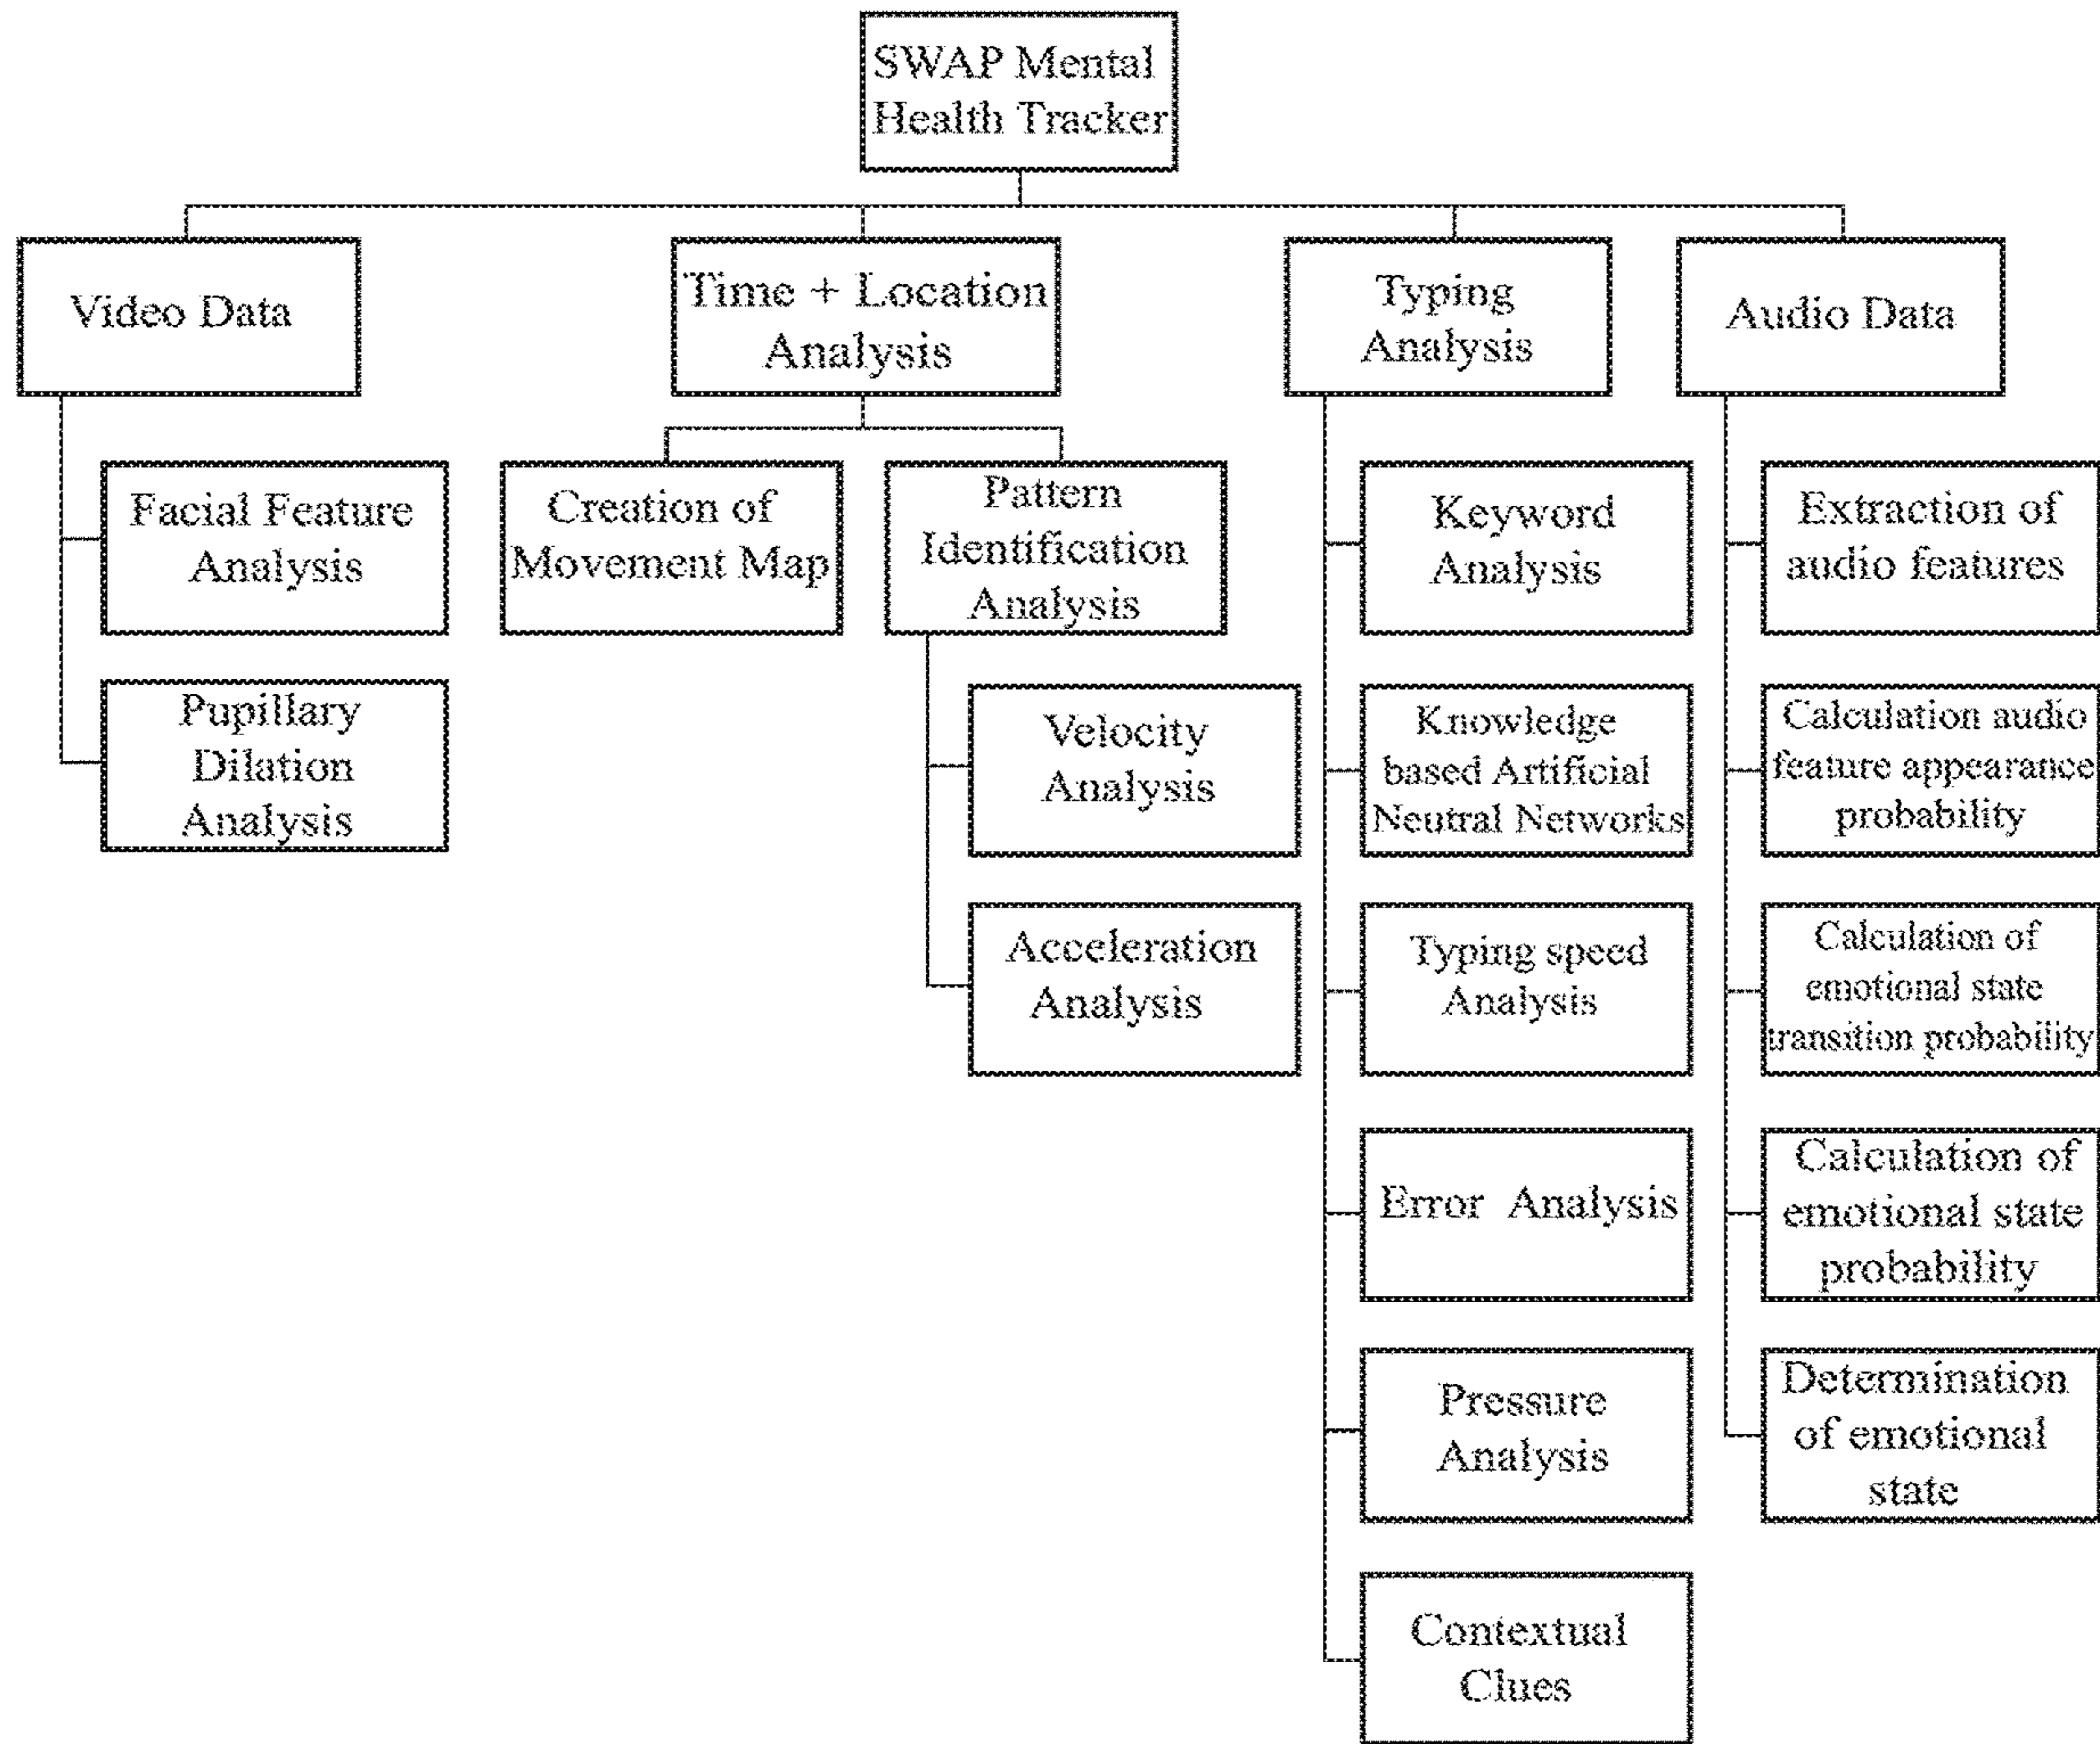 SWAP Mental
Health Tracker
Video Data
Time + Location
Analysis
Typing
Analysis
Audio Data
Facial Feature
Analysis
Pupillary
Dilation
Analysis
Creation of
Movement Map
Pattern
Identification
Analysis
Velocity
Analysis
Acceleration
Analysis
Keyword
Analysis
Knowledge
based Artificial
Neutral Networks
Typing speed
Analysis
Error Analysis
Pressure
Analysis
Contextual
Clues
Extraction of
audio features
Calculation audio
feature appearance
probability
Calculation of
emotional state
transition probability
Calculation of
emotional state
probability
Determination
of emotional
state